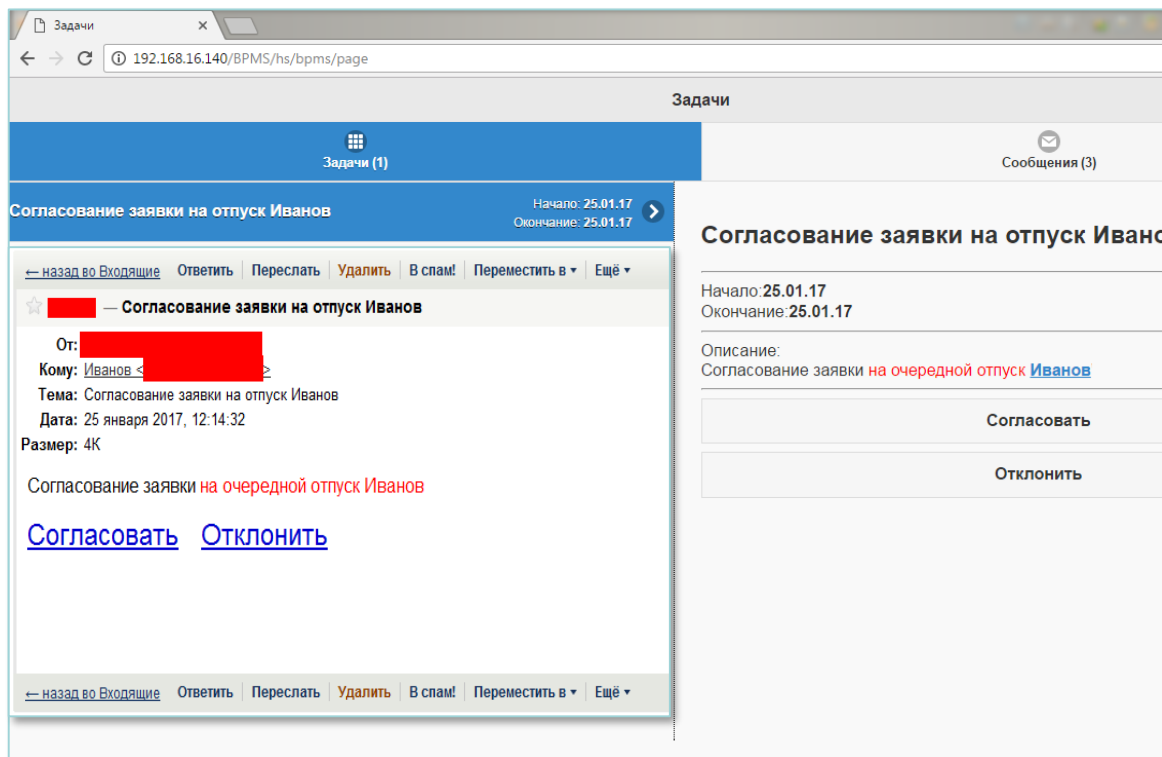 Задачи
192.168.16.140/BPMS/hs/bpms/page
Задачи
Задачи (1)
Сообщения (3)
Согласование заявки на отпуск Иванов
Начало: 25.01.17
Окончание: 25.01.17
← назад во Входящие Ответить Переслать Удалить В спам! Переместить в ▾ Ещё ▾
— Согласование заявки на отпуск Иванов
От:
Кому: Иванов < >
Тема: Согласование заявки на отпуск Иванов
Дата: 25 января 2017, 12:14:32
Размер: 4К
Согласование заявки на очередной отпуск Иванов
Согласовать Отклонить
← назад во Входящие Ответить Переслать Удалить В спам! Переместить в ▾ Ещё ▾
Согласование заявки на отпуск Ивано
Начало:25.01.17
Окончание:25.01.17
Описание:
Согласование заявки на очередной отпуск Иванов
Согласовать
Отклонить